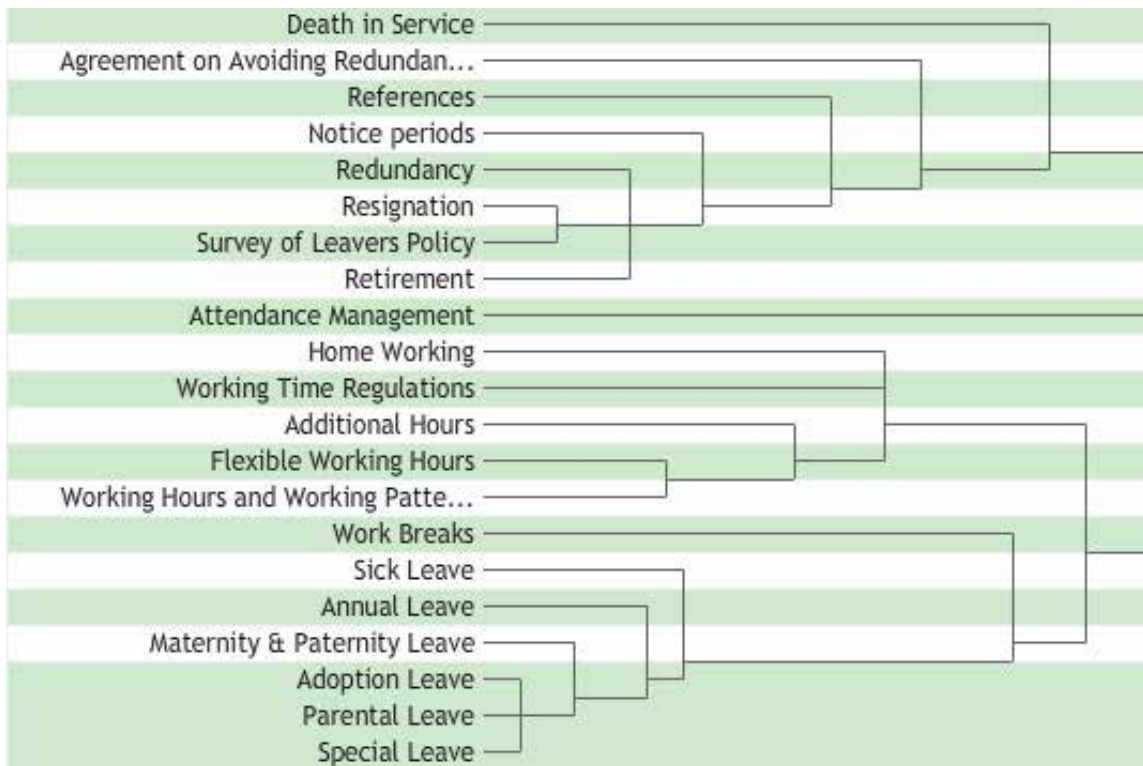 Death in Service
Agreement on Avoiding Redundan...
References
Notice periods
Redundancy
Resignation
Survey of Leavers Policy
Retirement
Attendance Management
Home Working
Working Time Regulations
Additional Hours
Flexible Working Hours
Working Hours and Working Patte...
Work Breaks
Sick Leave
Annual Leave
Maternity & Paternity Leave
Adoption Leave
Parental Leave
Special Leave